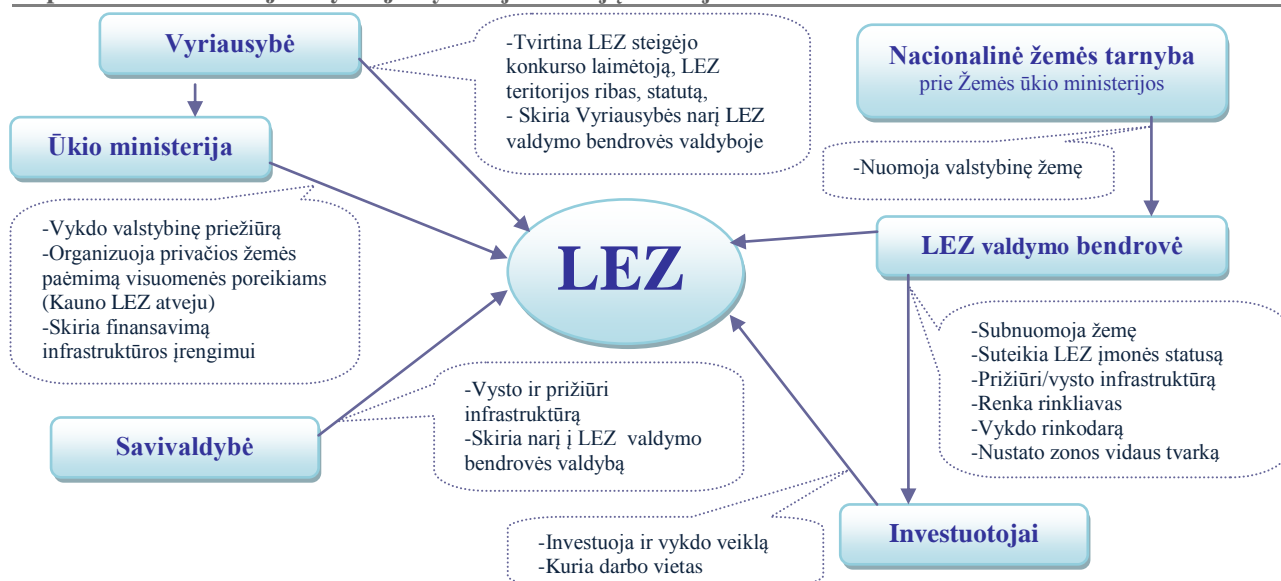 Vyriausybė
-Tvirtina LEZ steigėjo
konkurso laimėtoją, LEZ
teritorijos ribas, statutą,
- Skiria Vyriausybės narį LEZ
valdymo bendrovės valdyboje
Nacionalinė žemės tarnyba
prie Žemės ūkio ministerijos
Ūkio ministerija
-Nuomoja valstybinę žemę
-Vykdo valstybinę priežiūrą
-Organizuoja privačios žemės
paėmimą visuomenės poreikiams
(Kauno LEZ atveju)
-Skiria finansavimą
infrastruktūros įrengimui
LEZ
LEZ valdymo bendrovė
-Subnuomoja žemę
-Suteikia LEZ įmonės statusą
-Prižiūri/vysto infrastruktūrą
-Renka rinkliavas
-Vykdo rinkodarą
-Nustato zonos vidaus tvarką
-Vysto ir prižiūri
infrastruktūrą
-Skiria narį į LEZ valdymo
bendrovės valdybą
Savivaldybė
-Investuoja ir vykdo veiklą
-Kuria darbo vietas
Investuotojai